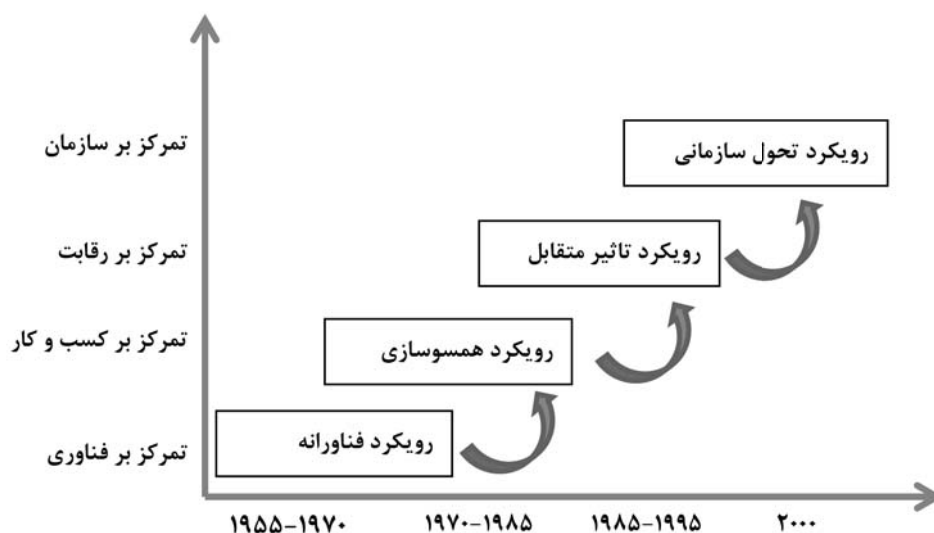 تمرکز بر سازمان
رویکرد تحول سازمانی
تمرکز بر رقابت
رویکرد تاثیر متقابل
تمرکز بر کسب و کار
رویکرد همسوسازی
تمرکز بر فناوری
رویکرد فناورانه
۱۹۵۵-۱۹۷۰
۱۹۷۰-۱۹۸۵
۱۹۸۵-۱۹۹۵
۲۰۰۰